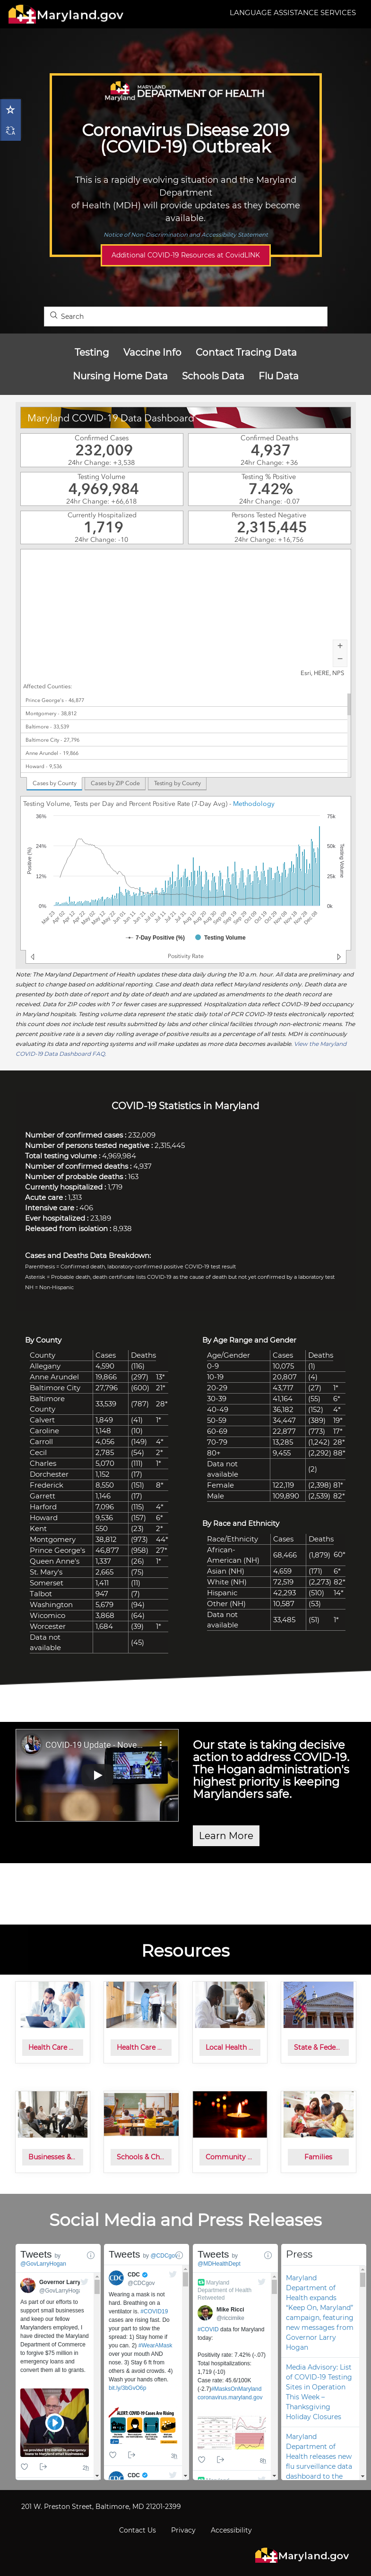 Maryland.gov
LANGUAGE ASSISTANCE SERVICES
Maryland
MARYLAND
DEPARTMENT OF HEALTH
Coronavirus Disease 2019
(COVID-19) Outbreak
This is a rapidly evolving situation and the Maryland
Department
of Health (MDH) will provide updates as they become
available.
Notice of Non-Discrimination and Accessibility Statement
Additional COVID-19 Resources at CovidLINK
Search
Testing Vaccine Info Contact Tracing Data
Nursing Home Data Schools Data Flu Data
Maryland COVID-19 Data Dashboard
Confirmed Cases
232,009
24hr Change: +3,538
Confirmed Deaths
4,937
24hr Change: +36
Testing Volume
4,969,984
24hr Change: +66,618
Testing % Positive
7.42%
24hr Change: -0.07
Currently Hospitalized
1,719
24hr Change: -10
Persons Tested Negative
2,315,445
24hr Change: +16,756
+
−
Esri, HERE, NPS
Affected Counties:
Prince George's - 46,877
Montgomery - 38,812
Baltimore - 33,539
Baltimore City - 27,796
Anne Arundel - 19,866
Howard - 9,536
Cases by County
Cases by ZIP Code
Testing by County
Testing Volume, Tests per Day and Percent Positive Rate (7-Day Avg) - Methodology
36% 75k
24% 50k
12% 25k
0% 0k
Positive (%)
Testing Volume
7-Day Positive (%) Testing Volume
Positivity Rate
Note: The Maryland Department of Health updates these data daily during the 10 a.m. hour. All data are preliminary and
subject to change based on additional reporting. Case and death data reflect Maryland residents only. Death data are
presented by both date of report and by date of death and are updated as amendments to the death record are
received. Data for ZIP codes with 7 or fewer cases are suppressed. Hospitalization data reflect COVID-19 bed occupancy
in Maryland hospitals. Testing volume data represent the static daily total of PCR COVID-19 tests electronically reported;
this count does not include test results submitted by labs and other clinical facilities through non-electronic means. The
percent positive rate is a seven day rolling average of positive results as a percentage of all tests. MDH is continuously
evaluating its data and reporting systems and will make updates as more data becomes available. View the Maryland
COVID-19 Data Dashboard FAQ.
COVID-19 Statistics in Maryland
Number of confirmed cases : 232,009
Number of persons tested negative : 2,315,445
Total testing volume : 4,969,984
Number of confirmed deaths : 4,937
Number of probable deaths : 163
Currently hospitalized : 1,719
Acute care : 1,313
Intensive care : 406
Ever hospitalized : 23,189
Released from isolation : 8,938
Cases and Deaths Data Breakdown:
Parenthesis = Confirmed death, laboratory-confirmed positive COVID-19 test result
Asterisk = Probable death, death certificate lists COVID-19 as the cause of death but not yet confirmed by a laboratory test
NH = Non-Hispanic
By County
County Cases Deaths
Allegany 4,590 (116)
Anne Arundel 19,866 (297) 13*
Baltimore City 27,796 (600) 21*
Baltimore
County 33,539 (787) 28*
Calvert 1,849 (41) 1*
Caroline 1,148 (10)
Carroll 4,056 (149) 4*
Cecil 2,785 (54) 2*
Charles 5,070 (111) 1*
Dorchester 1,152 (17)
Frederick 8,550 (151) 8*
Garrett 1,146 (17)
Harford 7,096 (115) 4*
Howard 9,536 (157) 6*
Kent 550 (23) 2*
Montgomery 38,812 (973) 44*
Prince George's 46,877 (958) 27*
Queen Anne's 1,337 (26) 1*
St. Mary's 2,665 (75)
Somerset 1,411 (11)
Talbot 947 (7)
Washington 5,679 (94)
Wicomico 3,868 (64)
Worcester 1,684 (39) 1*
Data not
available (45)
By Age Range and Gender
Age/Gender Cases Deaths
0-9 10,075 (1)
10-19 20,807 (4)
20-29 43,717 (27) 1*
30-39 41,164 (55) 6*
40-49 36,182 (152) 4*
50-59 34,447 (389) 19*
60-69 22,877 (773) 17*
70-79 13,285 (1,242) 28*
80+ 9,455 (2,292) 88*
Data not
available (2)
Female 122,119 (2,398) 81*
Male 109,890 (2,539) 82*
By Race and Ethnicity
Race/Ethnicity Cases Deaths
African-
American (NH) 68,466 (1,879) 60*
Asian (NH) 4,659 (171) 6*
White (NH) 72,519 (2,273) 82*
Hispanic 42,293 (510) 14*
Other (NH) 10,587 (53)
Data not
available 33,485 (51) 1*
COVID-19 Update - Nove...
Our state is taking decisive
action to address COVID-19.
The Hogan administration's
highest priority is keeping
Marylanders safe.
Learn More
Resources
Health Care ...
Health Care ...
Local Health ...
State & Fede...
Businesses &...
Schools & Ch...
Community ...
Families
Social Media and Press Releases
Tweets by
@GovLarryHogan
Governor Larry
@GovLarryHog
As part of our efforts to
support small businesses
and keep our fellow
Marylanders employed, I
have directed the Maryland
Department of Commerce
to forgive $75 million in
emergency loans and
convert them all to grants.
Tweets by @CDCgov
CDC
@CDCgov
Wearing a mask is not
hard. Breathing on a
ventilator is. #COVID19
cases are rising fast. Do
your part to slow the
spread: 1) Stay home if
you can. 2) #WearAMask
over your mouth AND
nose. 3) Stay 6 ft from
others & avoid crowds. 4)
Wash your hands often.
bit.ly/36GvO6p
ALERT: COVID-19 Cases Are Rising
CDC
Tweets by
@MDHealthDept
Maryland
Department of Health
Retweeted
Mike Ricci
@riccimike
#COVID data for Maryland
today:
Positivity rate: 7.42% (-.07)
Total hospitalizations:
1,719 (-10)
Case rate: 45.6/100K
(-2.7)#MasksOnMaryland
coronavirus.maryland.gov
Press
Maryland
Department of
Health expands
"Keep On, Maryland"
campaign, featuring
new messages from
Governor Larry
Hogan
Media Advisory: List
of COVID-19 Testing
Sites in Operation
This Week –
Thanksgiving
Holiday Closures
Maryland
Department of
Health releases new
flu surveillance data
dashboard to the
201 W. Preston Street, Baltimore, MD 21201-2399
Contact Us Privacy Accessibility
Maryland.gov